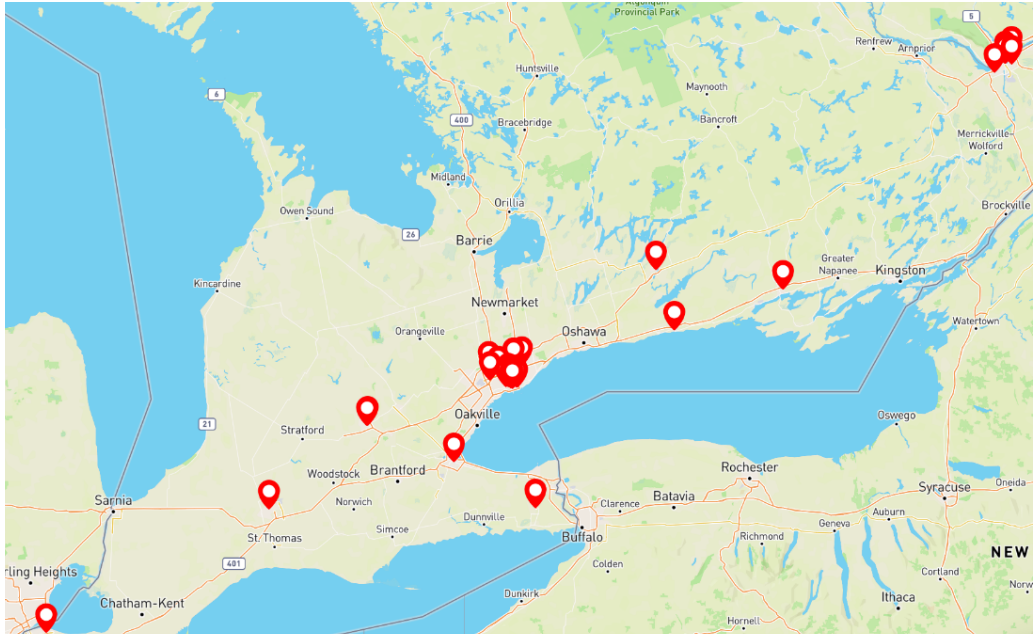 Algonquin
Provincial Park
5
Renfrew
Arnprior
Huntsville
Maynooth
6
400
Bracebridge
Bancroft
Merrickville-
Wolford
Midland
Orillia
Brockville
Owen Sound
26
Barrie
Greater
Napanee
Kingston
Kincardine
Newmarket
Orangeville
Oshawa
Watertown
Oakville
Oswego
21
Stratford
Brantford
Woodstock
Rochester
Syracuse
Oneida
Sarnia
Norwich
Clarence
Batavia
Auburn
Simcoe
Dunnville
Geneva
St. Thomas
Buffalo
Richmond
NEW
401
Colden
rling Heights
Cortland
Norw
Chatham-Kent
Dunkirk
Ithaca
Hornell